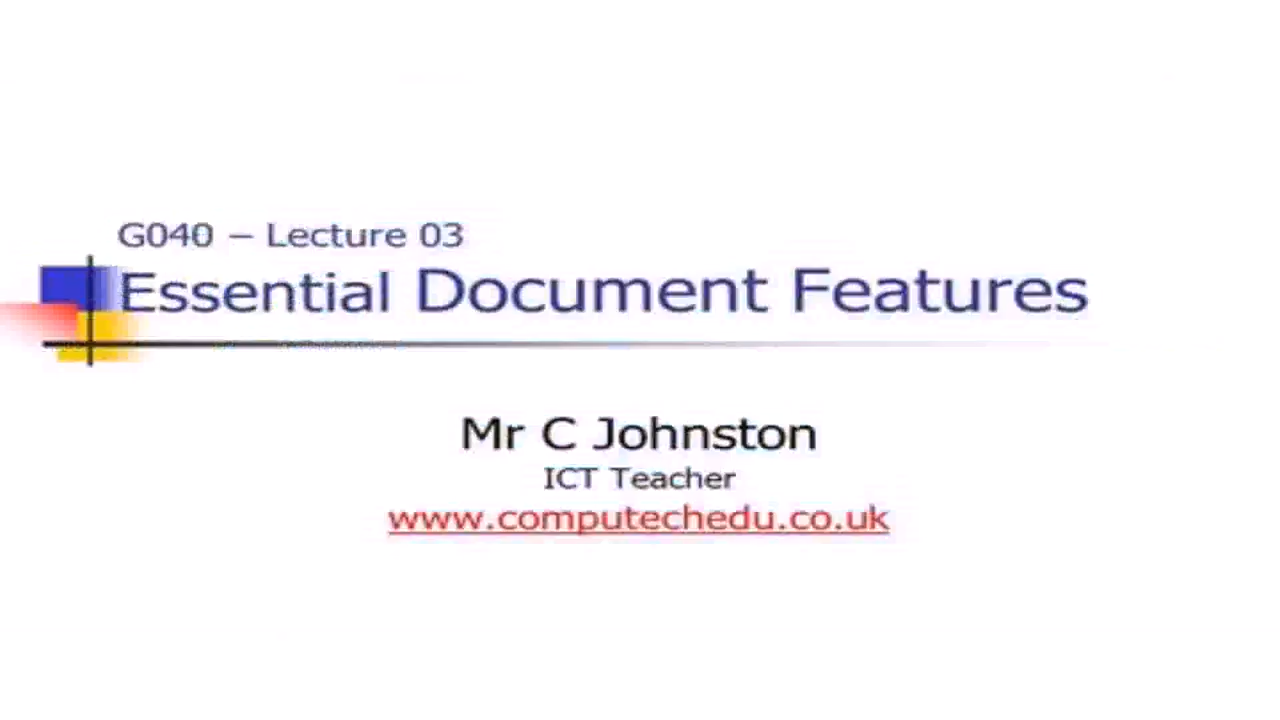 G040 – Lecture 03
Essential Document Features
Mr C Johnston
ICT Teacher
www.computechedu.co.uk